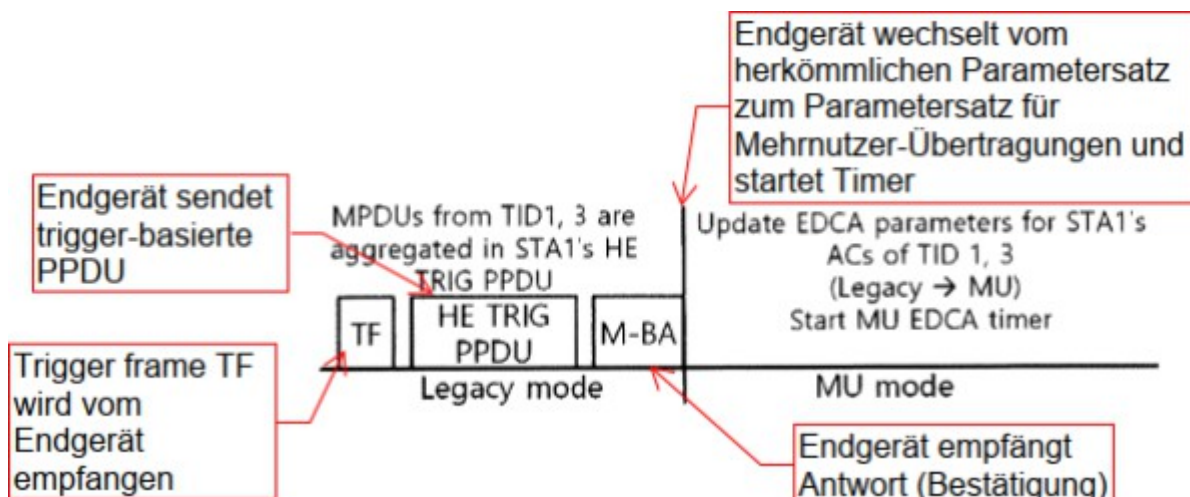 Endgerät wechselt vom
herkömmlichen Parametersatz
zum Parametersatz für
Mehrnutzer-Übertragungen und
startet Timer
Endgerät sendet
trigger-basierte
PPDU
MPDUs from TID1, 3 are
aggregated in STA1's HE
TRIG PPDU
Update EDCA parameters for STA1's
ACs of TID 1, 3
(Legacy → MU)
Start MU EDCA timer
TF
HE TRIG
PPDU
M-BA
Trigger frame TF
wird vom
Endgerät
empfangen
Legacy mode
MU mode
Endgerät empfängt
Antwort (Bestätigung)